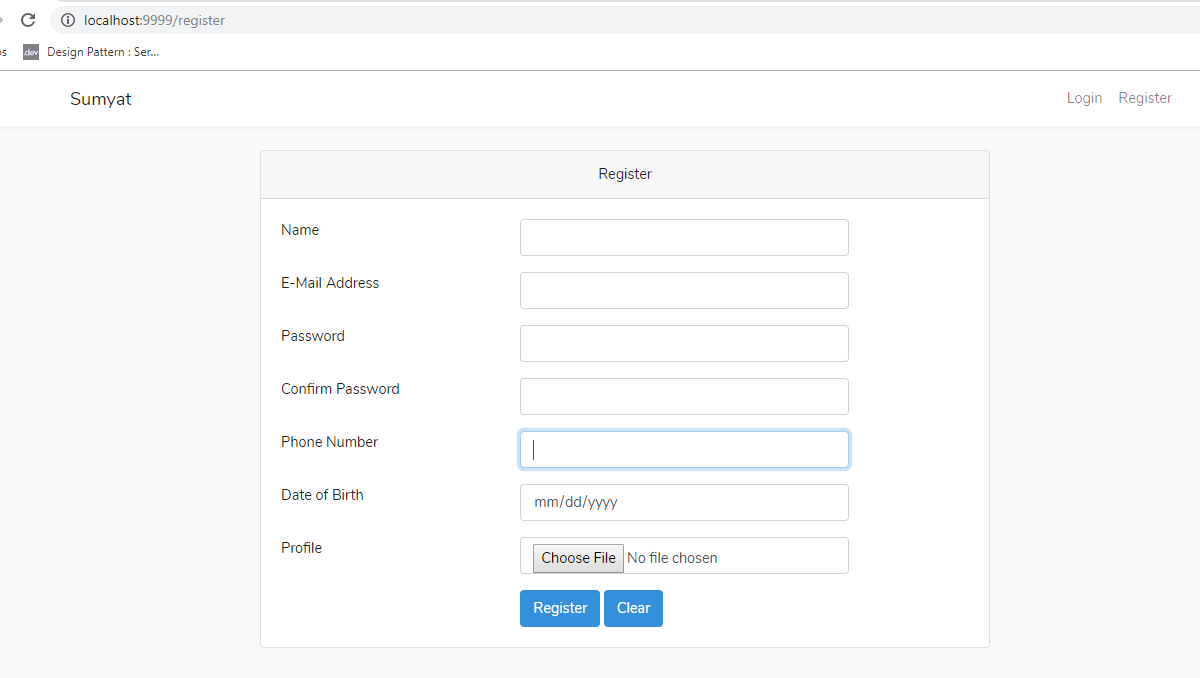 localhost:9999/register
os dev Design Pattern : Ser...
Sumyat Login Register
Register
Name
E-Mail Address
Password
Confirm Password
Phone Number
Date of Birth mm/dd/yyyy
Profile Choose File No file chosen
Register Clear